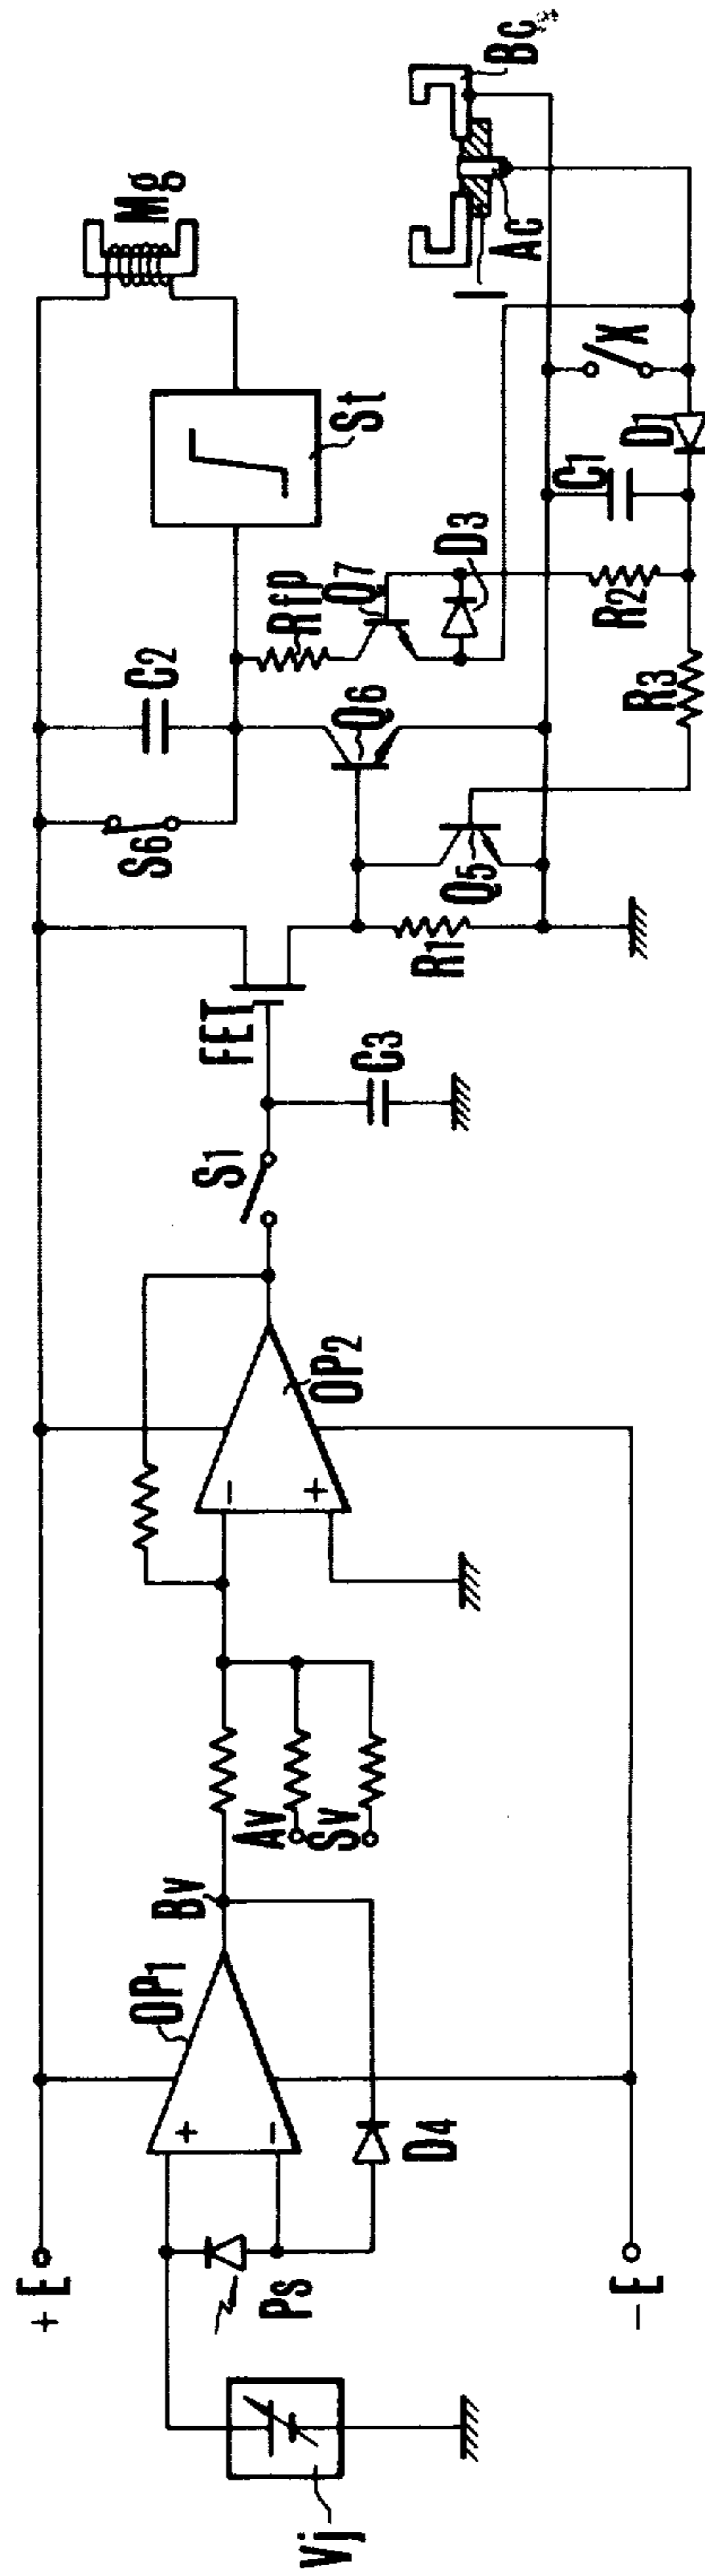 +E
-E
Vj
Ps
OP1
+
-
D4
Bv
Av
Sv
OP2
-
+
S1
C3
FET
R1
S6
C2
Q5
Q6
Rfp
Q7
D3
St
Mg
R3
R2
C1
D1
X
1
Ac
Bc